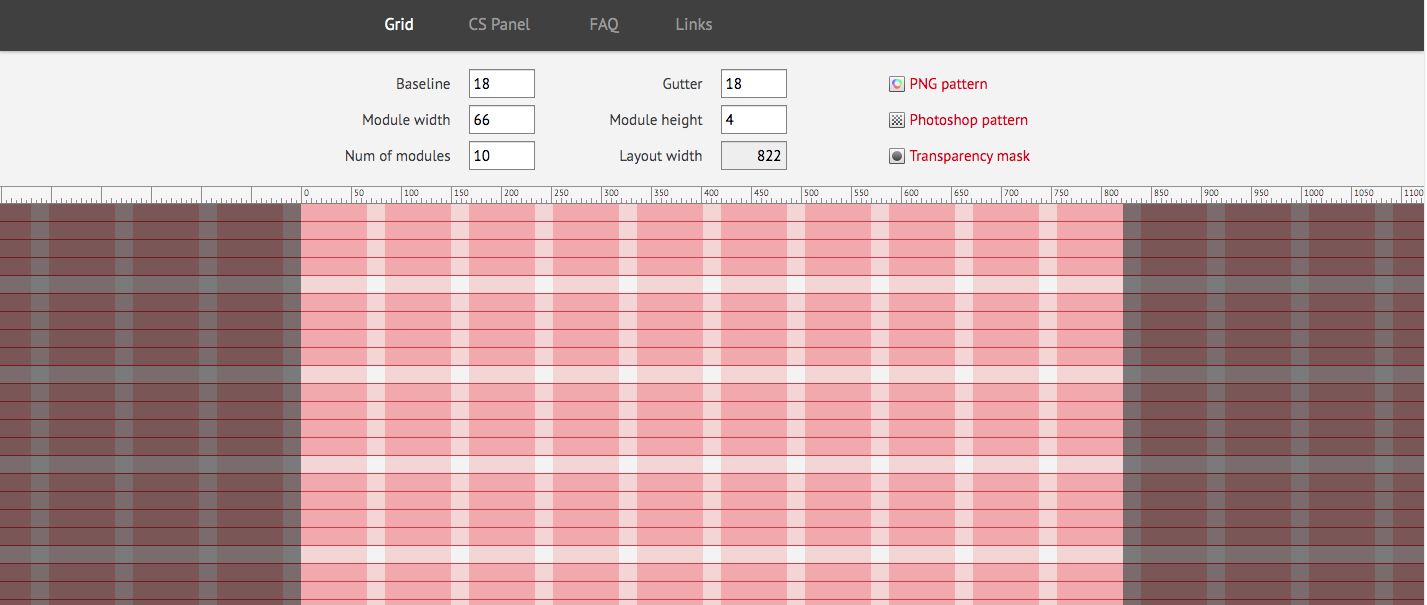 Grid CS Panel FAQ Links
Baseline 18 Gutter 18 PNG pattern
Module width 66 Module height 4 Photoshop pattern
Num of modules 10 Layout width 822 Transparency mask
0 50 100 150 200 250 300 350 400 450 500 550 600 650 700 750 800 850 900 950 1000 1050 1100